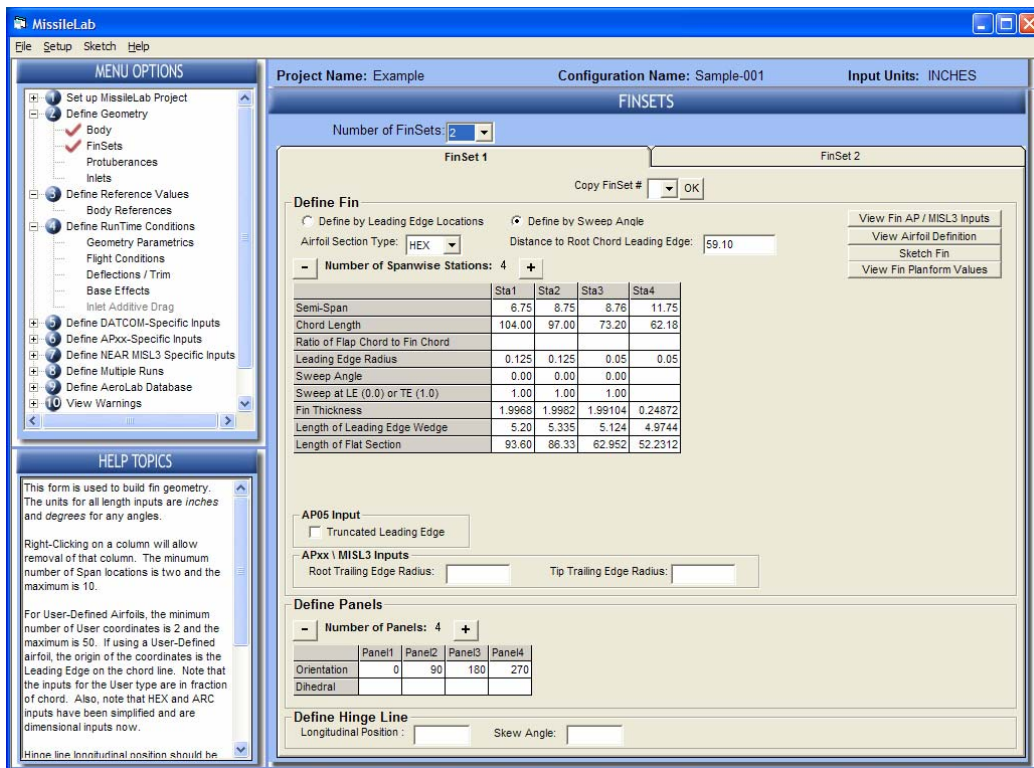 MissileLab
File Setup Sketch Help
MENU OPTIONS
1 Set up MissileLab Project
2 Define Geometry
Body
FinSets
Protuberances
Inlets
3 Define Reference Values
Body References
4 Define RunTime Conditions
Geometry Parametrics
Flight Conditions
Deflections / Trim
Base Effects
Inlet Additive Drag
5 Define DATCOM-Specific Inputs
6 Define APxx-Specific Inputs
7 Define NEAR MISL3 Specific Inputs
8 Define Multiple Runs
9 Define AeroLab Database
10 View Warnings
HELP TOPICS
This form is used to build fin geometry.
The units for all length inputs are inches
and degrees for any angles.
Right-Clicking on a column will allow
removal of that column. The minumum
number of Span locations is two and the
maximum is 10.
For User-Defined Airfoils, the minimum
number of User coordinates is 2 and the
maximum is 50. If using a User-Defined
airfoil, the origin of the coordinates is the
Leading Edge on the chord line. Note that
the inputs for the User type are in fraction
of chord. Also, note that HEX and ARC
inputs have been simplified and are
dimensional inputs now.
Hinge line longitudinal position should be
Project Name: Example Configuration Name: Sample-001 Input Units: INCHES
FINSETS
Number of FinSets: 2
FinSet 1 FinSet 2
Copy FinSet # OK
Define Fin
Define by Leading Edge Locations Define by Sweep Angle
Airfoil Section Type: HEX Distance to Root Chord Leading Edge: 59.10
- Number of Spanwise Stations: 4 +
View Fin AP / MISL3 Inputs
View Airfoil Definition
Sketch Fin
View Fin Planform Values
Sta1 Sta2 Sta3 Sta4
Semi-Span 6.75 8.75 8.76 11.75
Chord Length 104.00 97.00 73.20 62.18
Ratio of Flap Chord to Fin Chord
Leading Edge Radius 0.125 0.125 0.05 0.05
Sweep Angle 0.00 0.00 0.00
Sweep at LE (0.0) or TE (1.0) 1.00 1.00 1.00
Fin Thickness 1.9968 1.9982 1.99104 0.24872
Length of Leading Edge Wedge 5.20 5.335 5.124 4.9744
Length of Flat Section 93.60 86.33 62.952 52.2312
AP05 Input
Truncated Leading Edge
APxx \ MISL3 Inputs
Root Trailing Edge Radius: Tip Trailing Edge Radius:
Define Panels
- Number of Panels: 4 +
Panel1 Panel2 Panel3 Panel4
Orientation 0 90 180 270
Dihedral
Define Hinge Line
Longitudinal Position : Skew Angle: